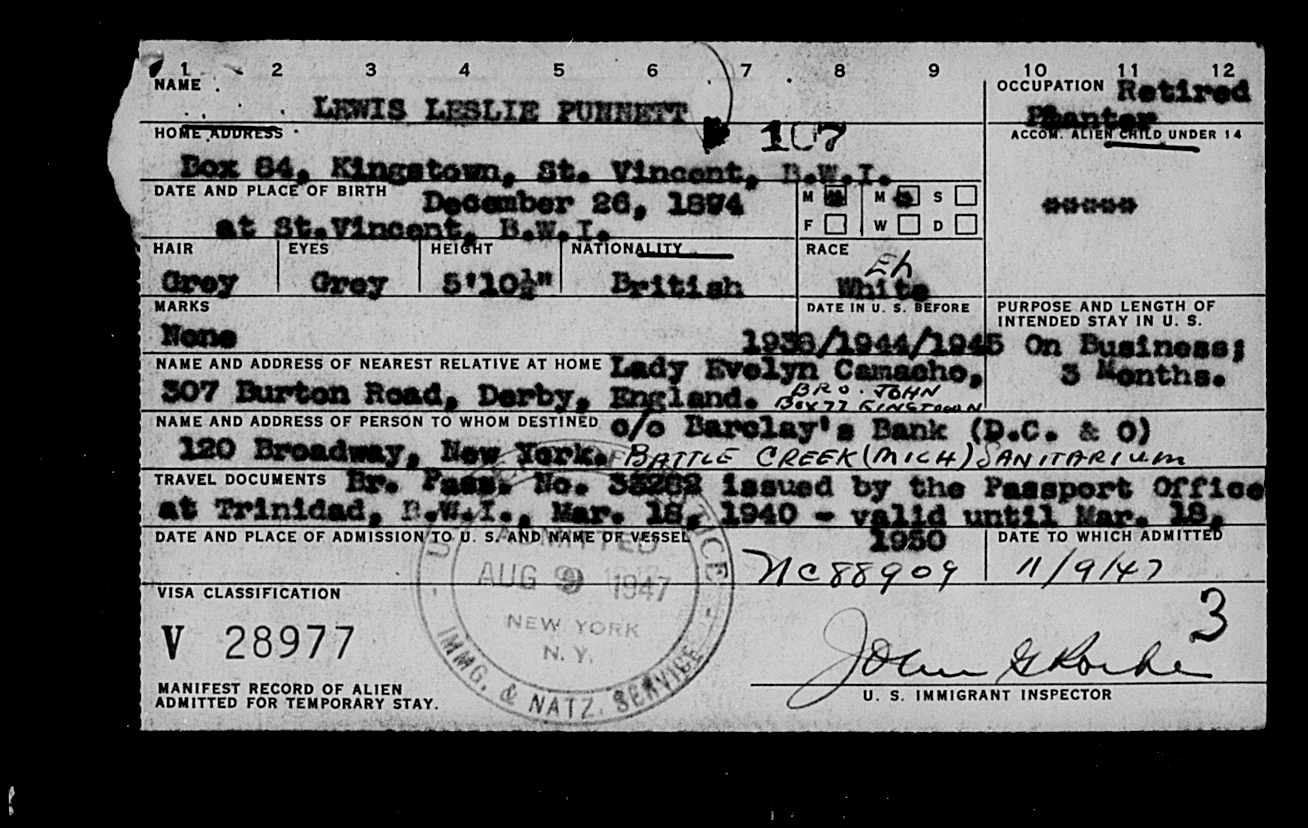 1 2 3 4 5 6 7 8 9 10 11 12
NAME
LEWIS LESLIE PUNNETT
OCCUPATION Retired
Planter
107
HOME ADDRESS
Box 84, Kingstown, St. Vincent, B.W.I.
ACCOM. ALIEN CHILD UNDER 14
*****
DATE AND PLACE OF BIRTH
December 26, 1894
at St.Vincent, B.W.I.
M M S
F W D
HAIR EYES HEIGHT NATIONALITY RACE
Eh
Grey Grey 5'10½" British White
MARKS
None
DATE IN U. S. BEFORE
1938/1944/1945
PURPOSE AND LENGTH OF
INTENDED STAY IN U. S.
On Business;
3 Months.
NAME AND ADDRESS OF NEAREST RELATIVE AT HOME Lady Evelyn Camacho,
307 Burton Road, Derby, England. BRO. JOHN
BOX 77 KINGSTOWN
NAME AND ADDRESS OF PERSON TO WHOM DESTINED c/o Barclay's Bank (D.C. & O)
120 Broadway, New York. BATTLE CREEK (MICH) SANITARIUM
TRAVEL DOCUMENTS Br. Pass. No. 33282 issued by the Passport Office
at Trinidad, B.W.I., Mar. 18, 1940 - valid until Mar. 18,
1950
DATE AND PLACE OF ADMISSION TO U. S. AND NAME OF VESSEL
NC88909
DATE TO WHICH ADMITTED
11/9/47
ADMITTED
AUG 9 1947
NEW YORK
N. Y.
IMMG. & NATZ. SERVICE
VISA CLASSIFICATION
V 28977
3
John G Rorke
U. S. IMMIGRANT INSPECTOR
MANIFEST RECORD OF ALIEN
ADMITTED FOR TEMPORARY STAY.